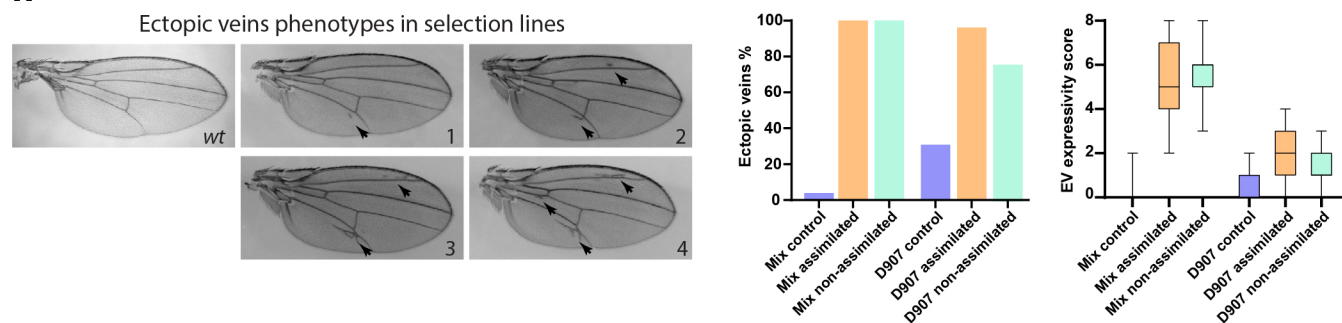 Ectopic veins phenotypes in selection lines
wt
1
2
3
4
Ectopic veins %
100
80
60
40
20
0
Mix control
Mix assimilated
Mix non-assimilated
D907 control
D907 assimilated
D907 non-assimilated
EV expressivity score
8
6
4
2
0
Mix control
Mix assimilated
Mix non-assimilated
D907 control
D907 assimilated
D907 non-assimilated